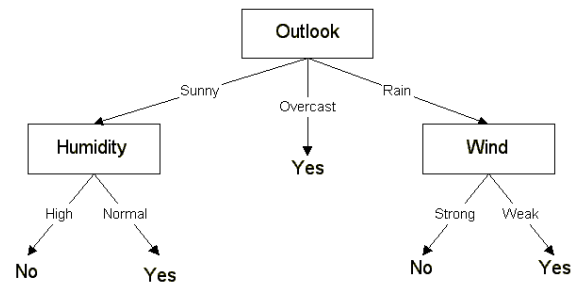 Outlook
Sunny
Overcast
Rain
Humidity
Yes
Wind
High
Normal
Strong
Weak
No
Yes
No
Yes